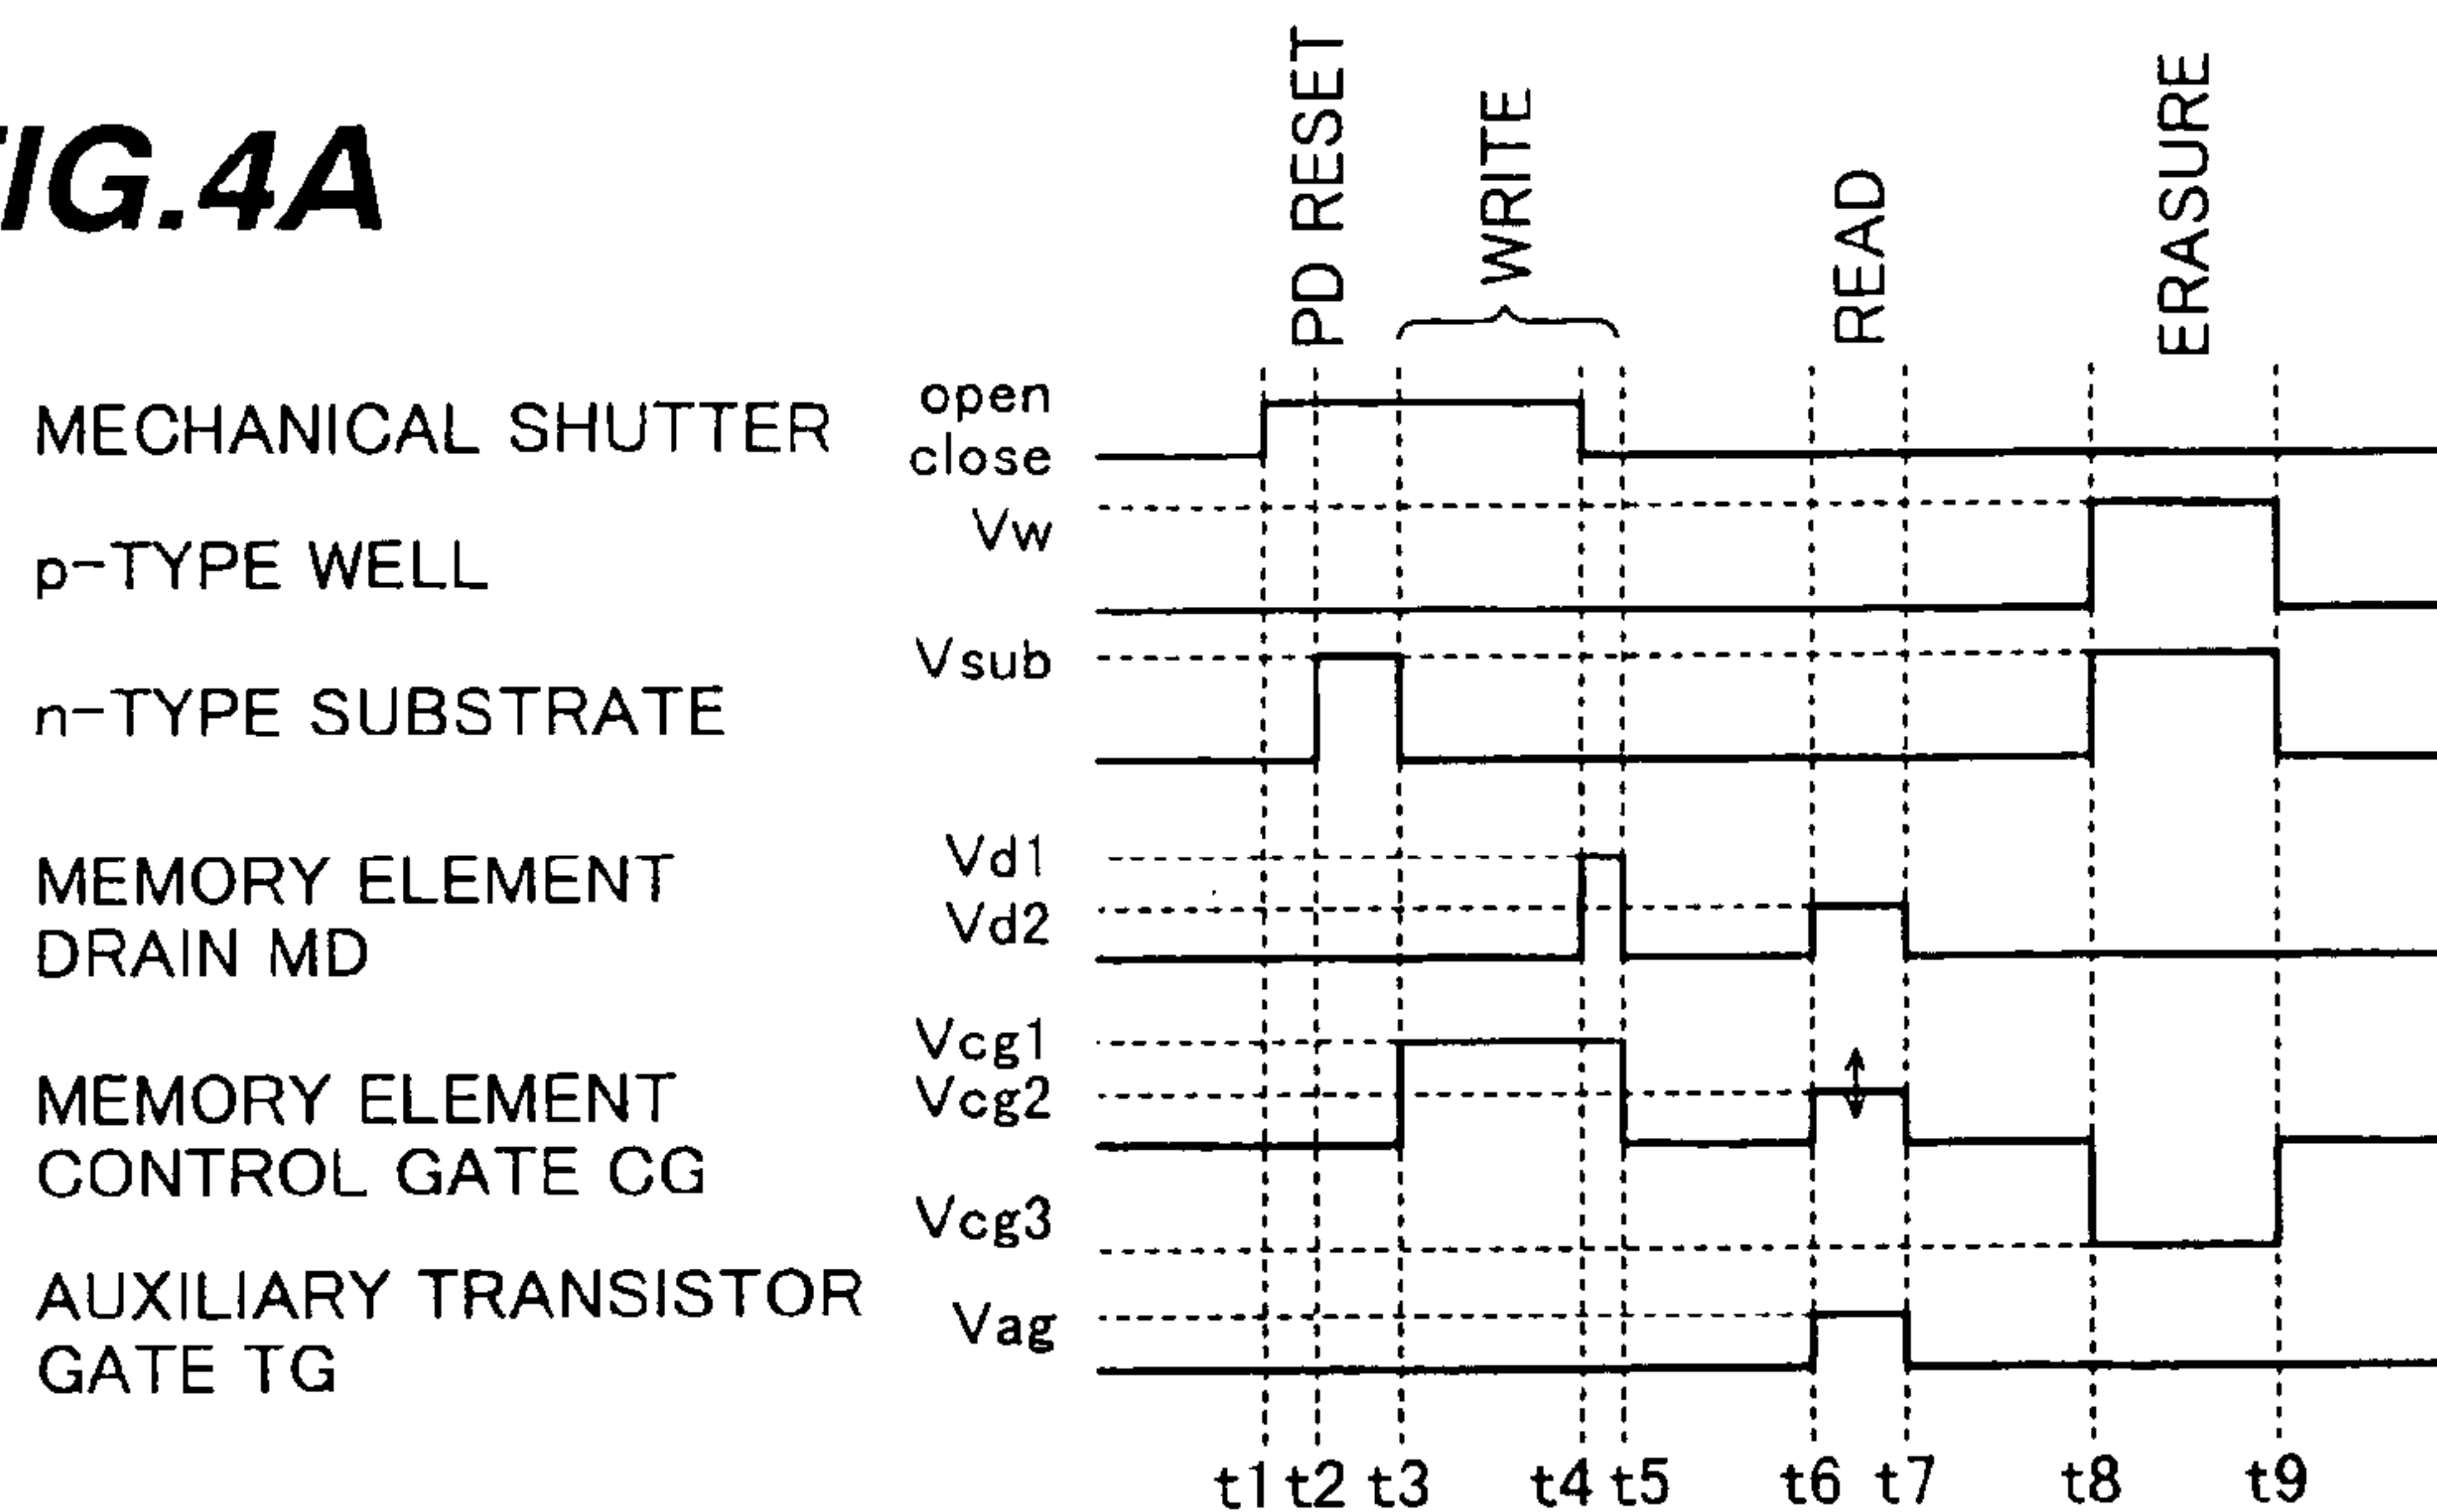 FIG.4A
PD RESET
WRITE
READ
ERASURE
MECHANICAL SHUTTER
open
close
p-TYPE WELL
Vw
n-TYPE SUBSTRATE
Vsub
MEMORY ELEMENT
DRAIN MD
Vd1
Vd2
MEMORY ELEMENT
CONTROL GATE CG
Vcg1
Vcg2
Vcg3
AUXILIARY TRANSISTOR
GATE TG
Vag
t1 t2 t3 t4 t5 t6 t7 t8 t9